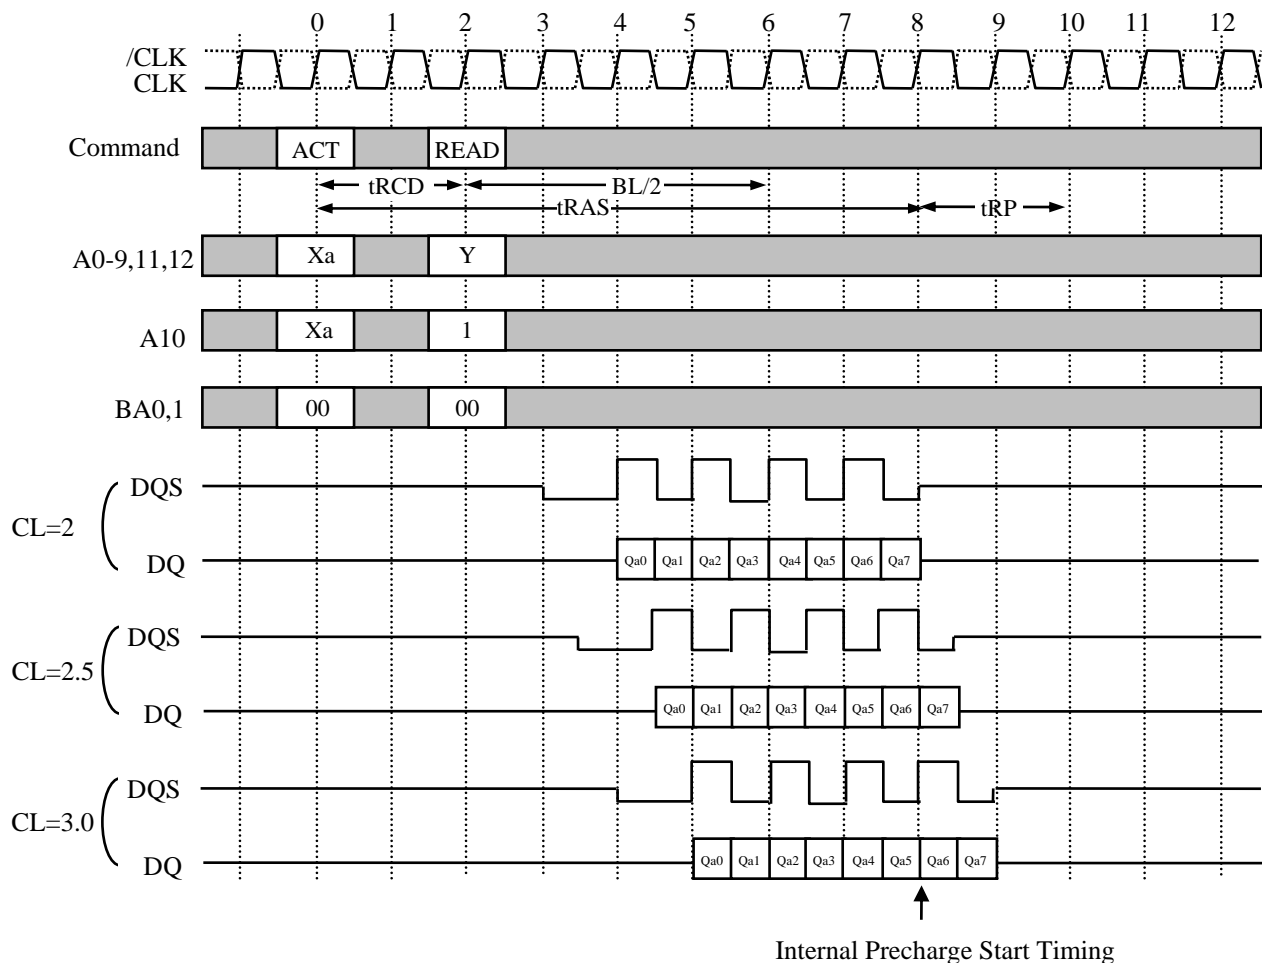 0 1 2 3 4 5 6 7 8 9 10 11 12
/CLK
CLK
Command ACT READ
tRCD BL/2
tRAS tRP
A0-9,11,12 Xa Y
A10 Xa 1
BA0,1 00 00
DQS
CL=2
DQ Qa0 Qa1 Qa2 Qa3 Qa4 Qa5 Qa6 Qa7
DQS
CL=2.5
DQ Qa0 Qa1 Qa2 Qa3 Qa4 Qa5 Qa6 Qa7
DQS
CL=3.0
DQ Qa0 Qa1 Qa2 Qa3 Qa4 Qa5 Qa6 Qa7
Internal Precharge Start Timing